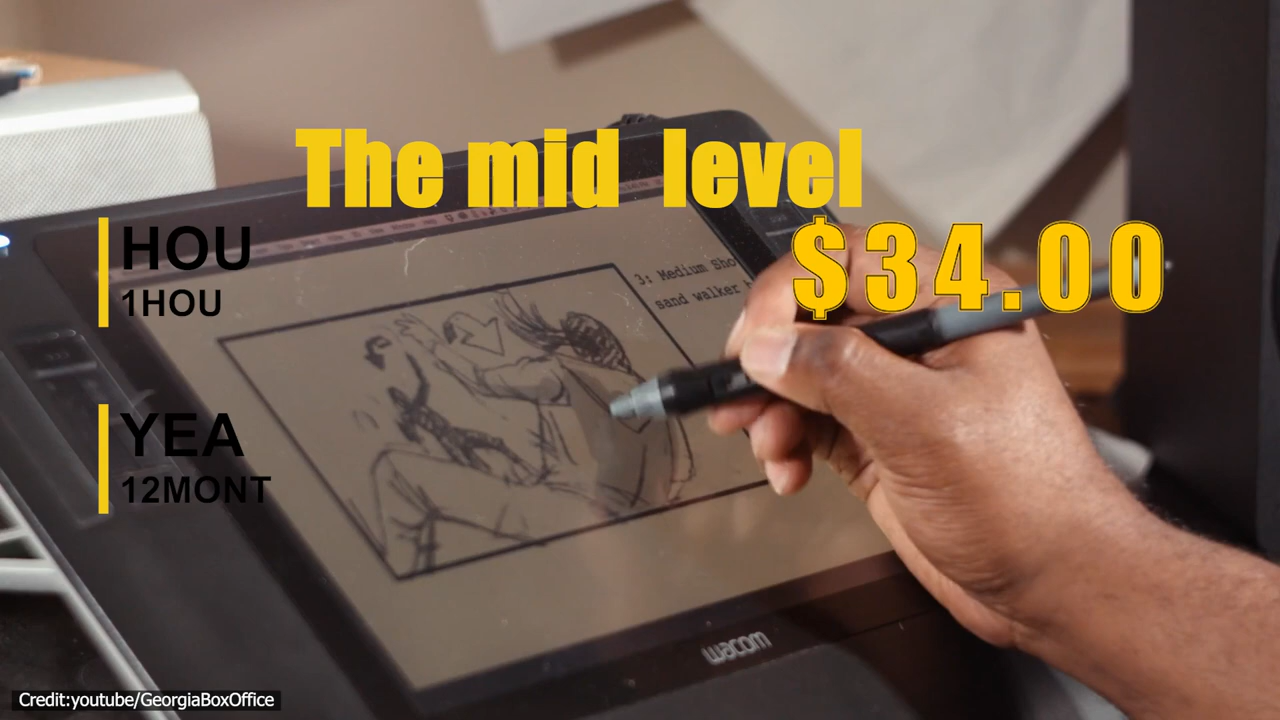 The mid level
HOU
1HOU
$34.00
3: Medium Sho
sand walker
YEA
12MONT
wacom
Credit:youtube/GeorgiaBoxOffice